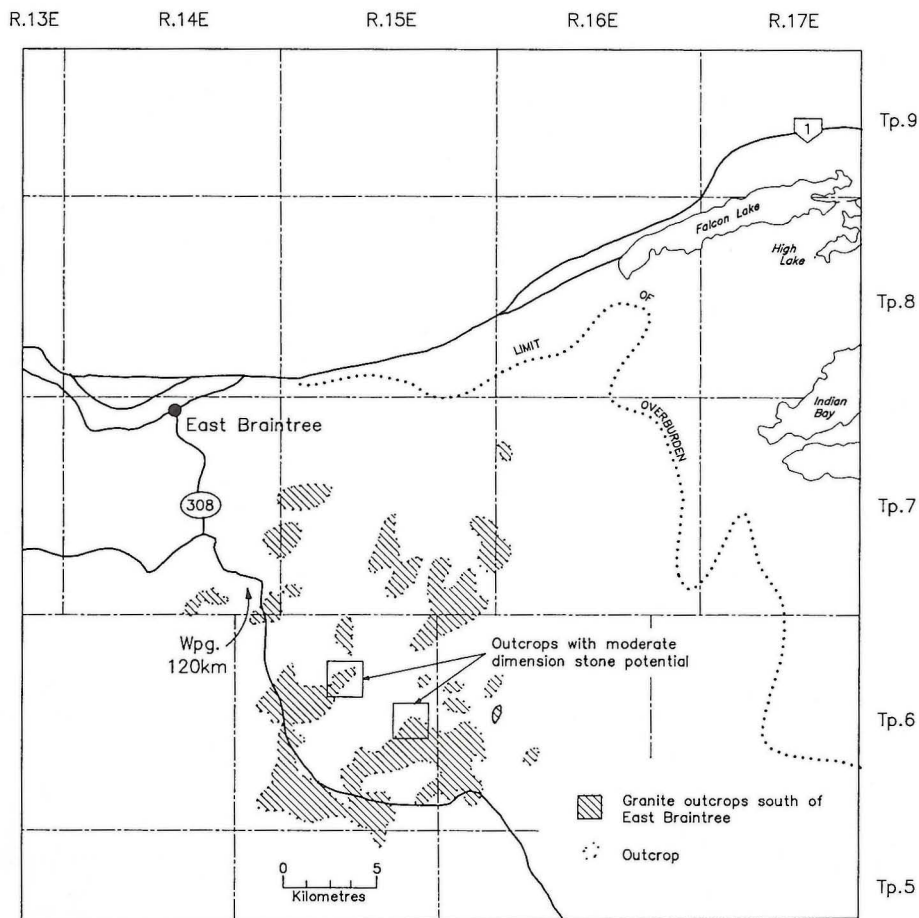 R.13E R.14E R.15E R.16E R.17E
Tp.9
1
Falcon Lake
High
Lake
Tp.8
LIMIT OF
OVERBURDEN
Indian
Bay
East Braintree
308
Tp.7
Wpg.
120km
Outcrops with moderate
dimension stone potential
Tp.6
Granite outcrops south of
East Braintree
Outcrop
0 5
Kilometres
Tp.5